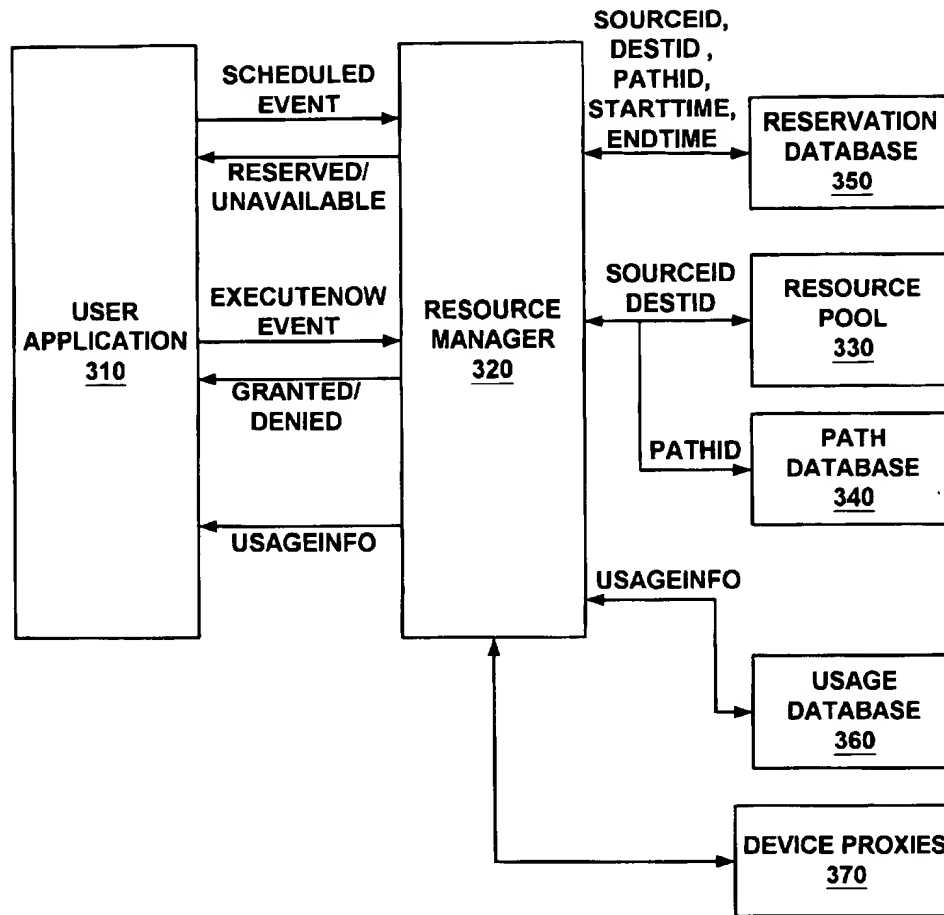 USER
APPLICATION
310
SCHEDULED
EVENT
RESERVED/
UNAVAILABLE
EXECUTENOW
EVENT
GRANTED/
DENIED
USAGEINFO
RESOURCE
MANAGER
320
SOURCEID,
DESTID ,
PATHID,
STARTTIME,
ENDTIME
RESERVATION
DATABASE
350
SOURCEID
DESTID
RESOURCE
POOL
330
PATHID
PATH
DATABASE
340
USAGEINFO
USAGE
DATABASE
360
DEVICE PROXIES
370